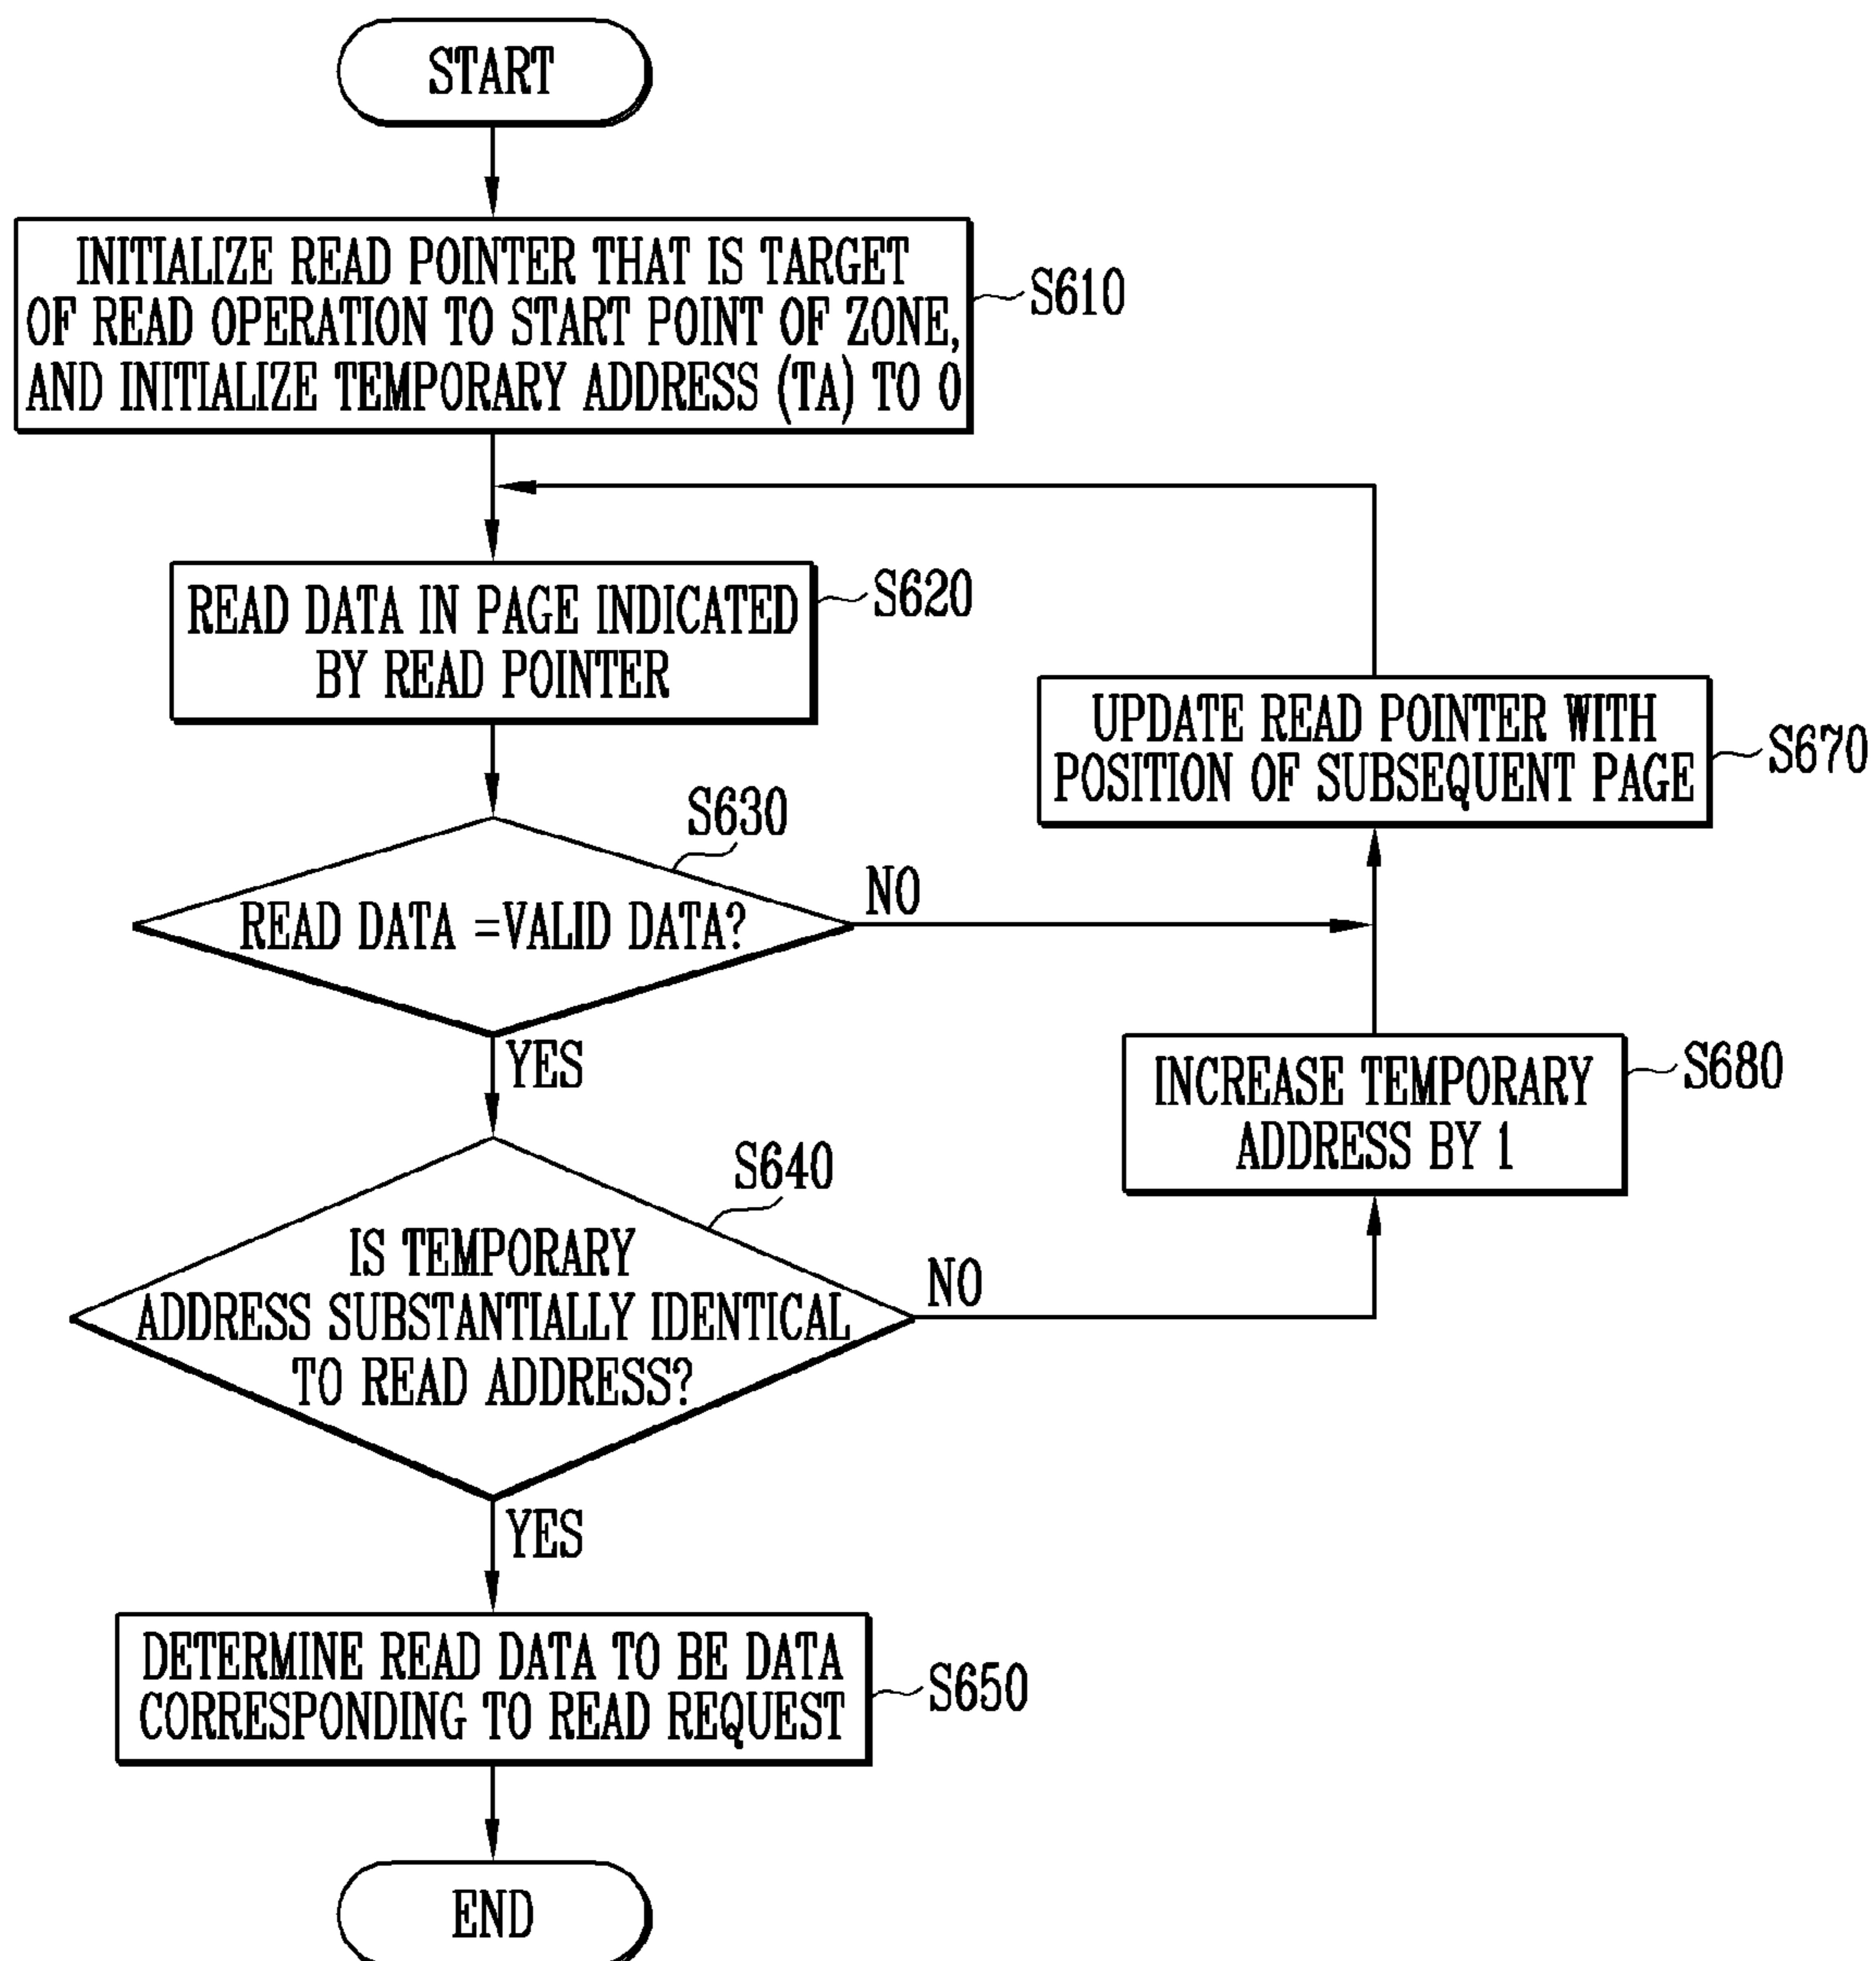 START
INITIALIZE READ POINTER THAT IS TARGET
OF READ OPERATION TO START POINT OF ZONE,
AND INITIALIZE TEMPORARY ADDRESS (TA) TO 0
S610
READ DATA IN PAGE INDICATED
BY READ POINTER
S620
UPDATE READ POINTER WITH
POSITION OF SUBSEQUENT PAGE
S670
S630
READ DATA =VALID DATA?
NO
YES
INCREASE TEMPORARY
ADDRESS BY 1
S680
S640
IS TEMPORARY
ADDRESS SUBSTANTIALLY IDENTICAL
TO READ ADDRESS?
NO
YES
DETERMINE READ DATA TO BE DATA
CORRESPONDING TO READ REQUEST
S650
END